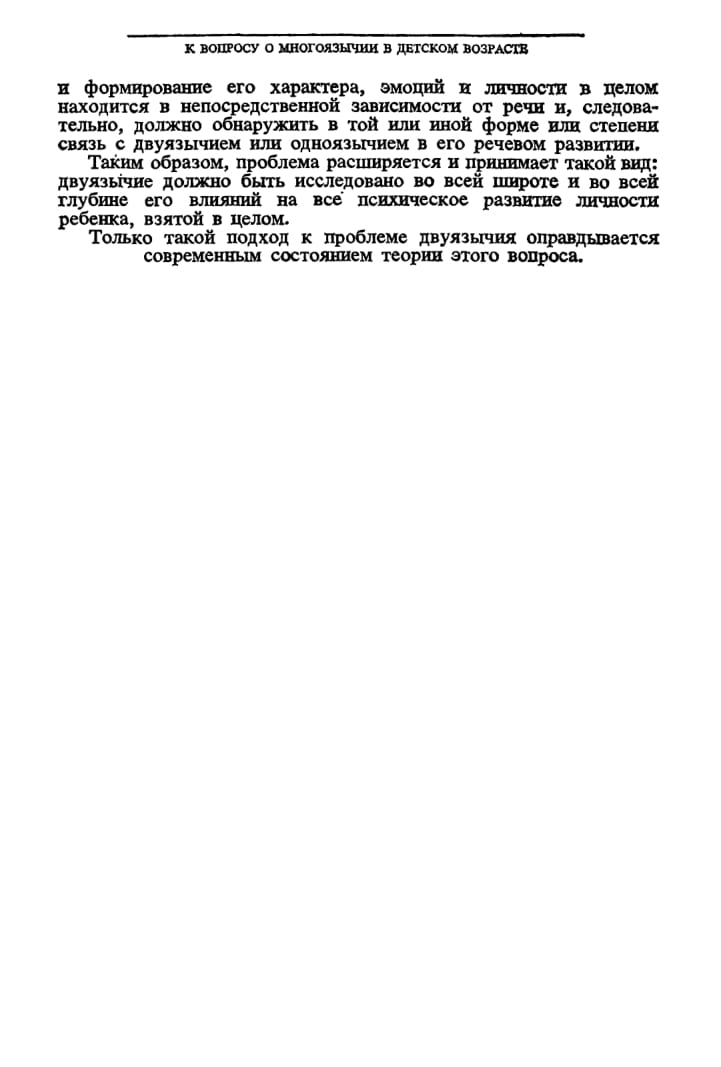 К ВОПРОСУ О МНОГОЯЗЫЧИИ В ДЕТСКОМ ВОЗРАСТЕ
и формирование его характера, эмоций и личности в целом
находится в непосредственной зависимости от речи и, следова-
тельно, должно обнаружить в той или иной форме или степени
связь с двуязычием или одноязычием в его речевом развитии.
Таким образом, проблема расширяется и принимает такой вид:
двуязычие должно быть исследовано во всей широте и во всей
глубине его влияний на все психическое развитие личности
ребенка, взятой в целом.
Только такой подход к проблеме двуязычия оправдывается
современным состоянием теории этого вопроса.